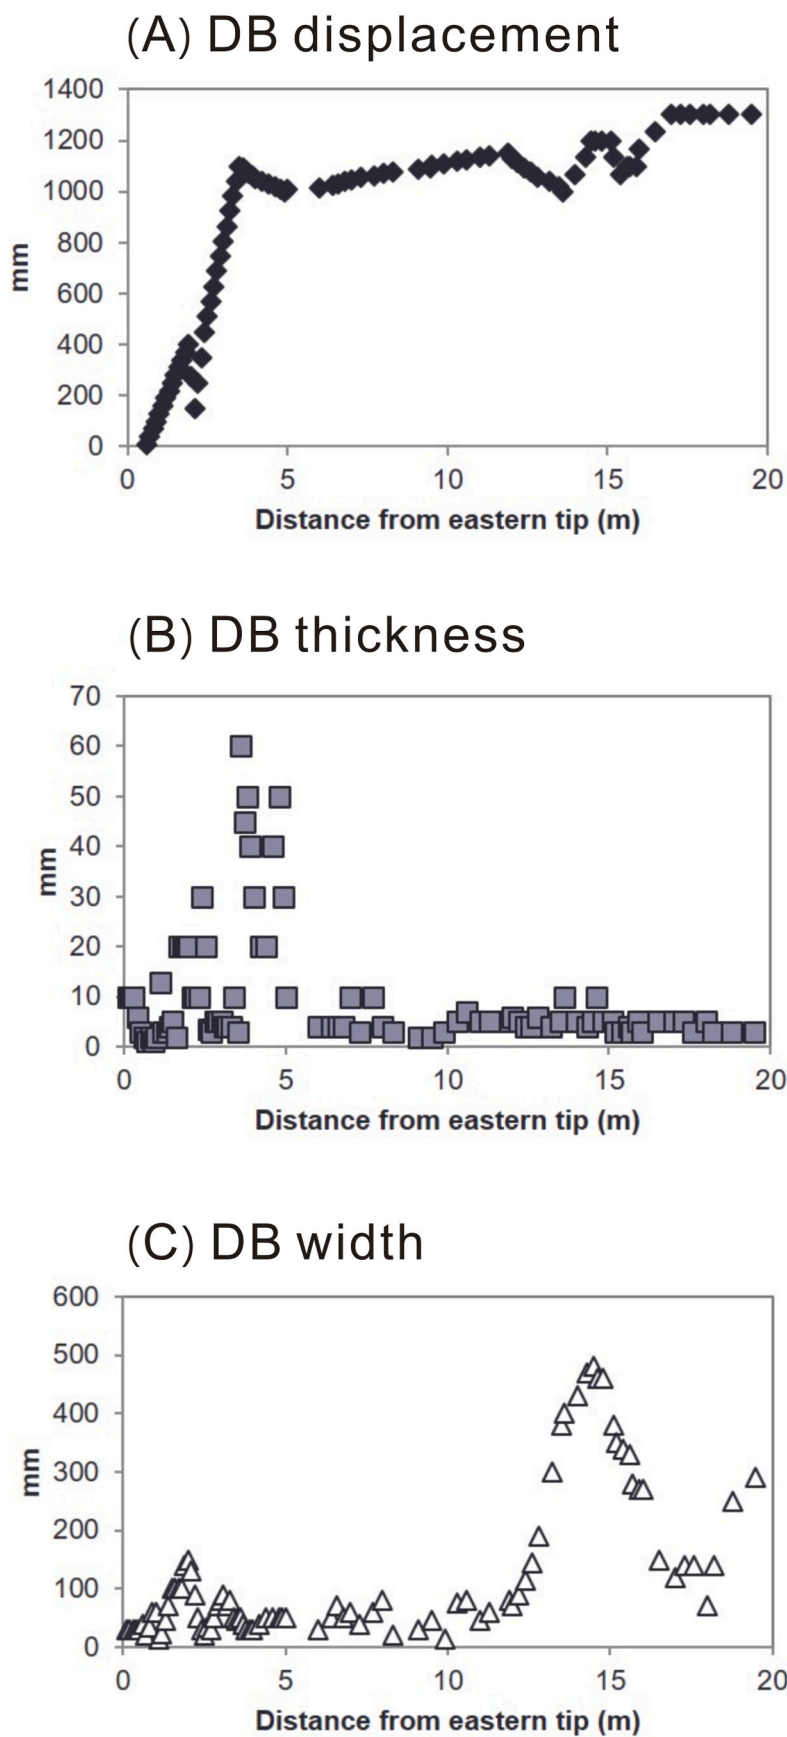 (A) DB displacement
1400
1200
1000
800
600
400
200
0
mm
0 5 10 15 20
Distance from eastern tip (m)
(B) DB thickness
70
60
50
40
30
20
10
0
mm
0 5 10 15 20
Distance from eastern tip (m)
(C) DB width
600
500
400
300
200
100
0
mm
0 5 10 15 20
Distance from eastern tip (m)